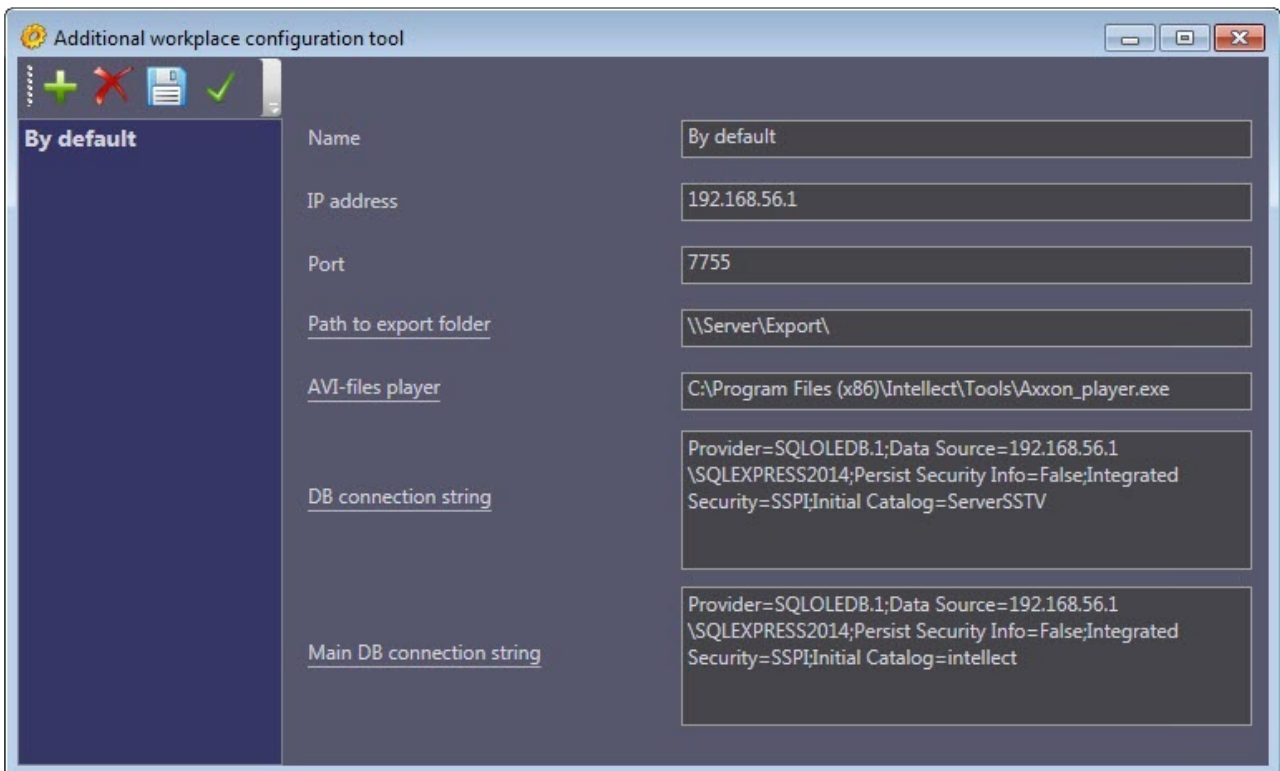 Additional workplace configuration tool
By default
Name
By default
IP address
192.168.56.1
Port
7755
Path to export folder
\\Server\Export\
AVI-files player
C:\Program Files (x86)\Intellect\Tools\Axxon_player.exe
DB connection string
Provider=SQLOLEDB.1;Data Source=192.168.56.1
\SQLEXPRESS2014;Persist Security Info=False;Integrated
Security=SSPI;Initial Catalog=ServerSSTV
Main DB connection string
Provider=SQLOLEDB.1;Data Source=192.168.56.1
\SQLEXPRESS2014;Persist Security Info=False;Integrated
Security=SSPI;Initial Catalog=intellect